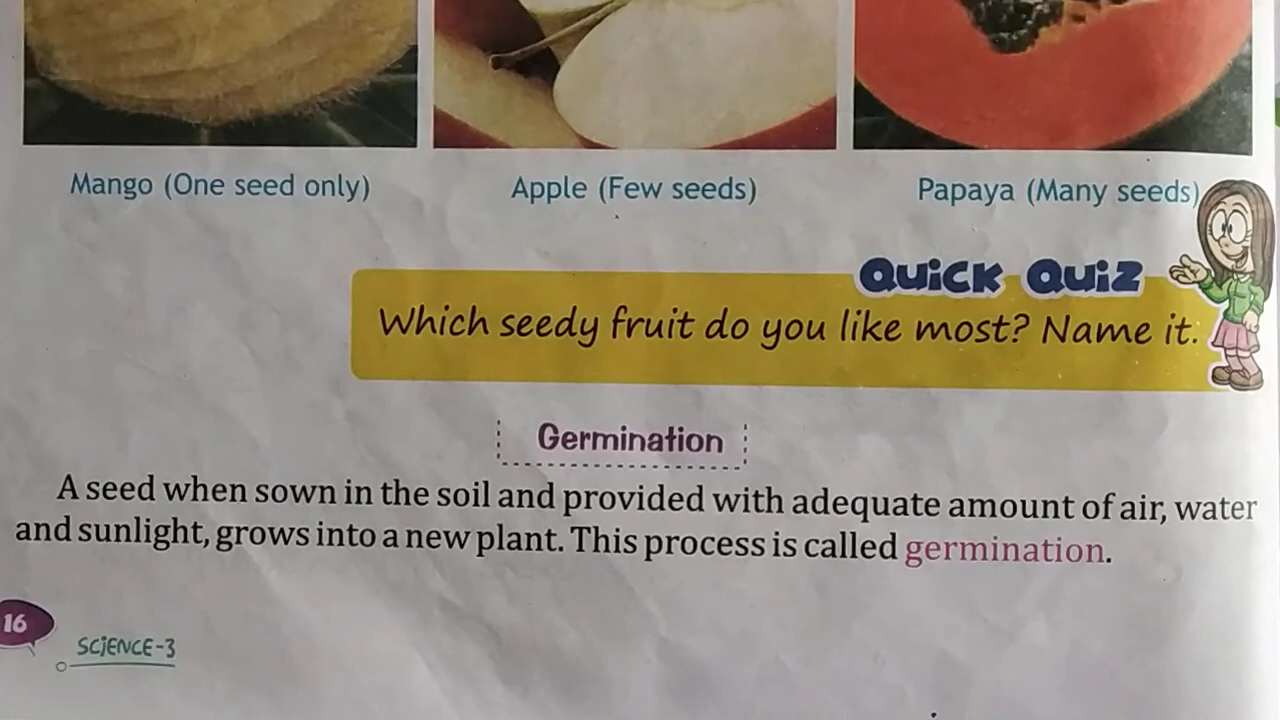 Mango (One seed only)
Apple (Few seeds)
Papaya (Many seeds)
Quick Quiz
Which seedy fruit do you like most? Name it.
Germination
A seed when sown in the soil and provided with adequate amount of air, water
and sunlight, grows into a new plant. This process is called germination.
16
SCiENCE-3